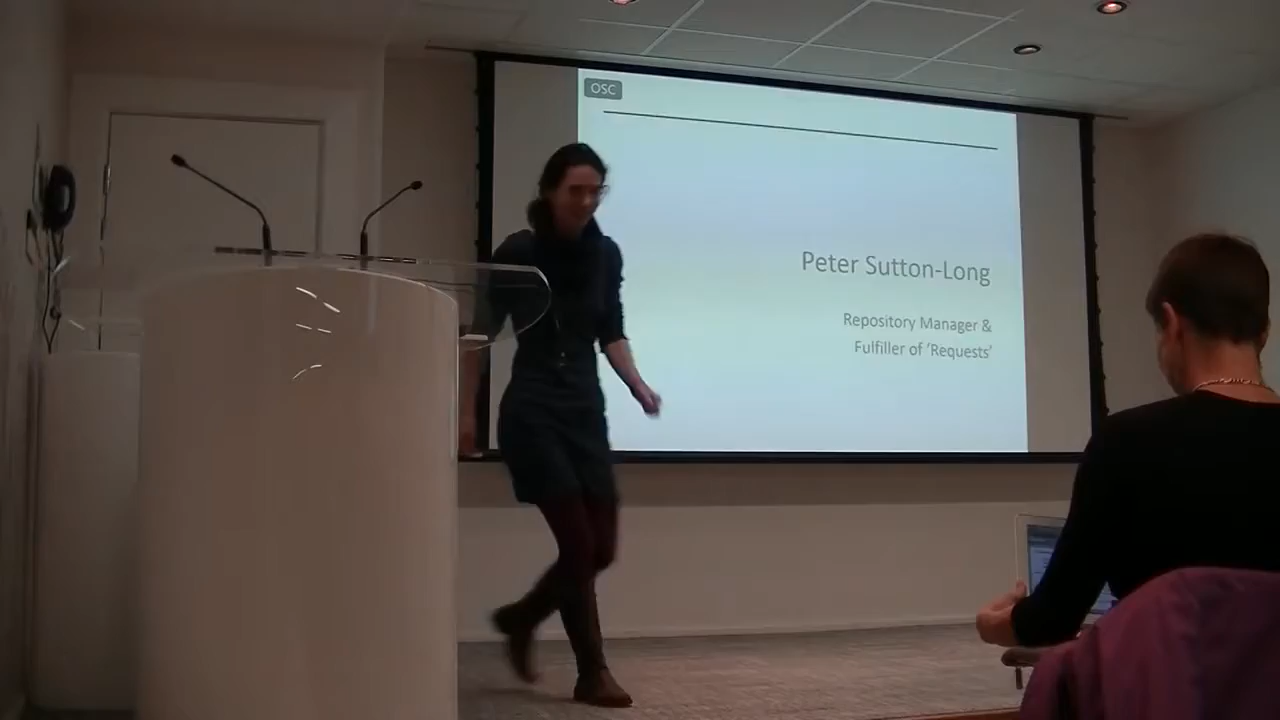 OSC
Peter Sutton-Long
Repository Manager &
Fulfiller of 'Requests'